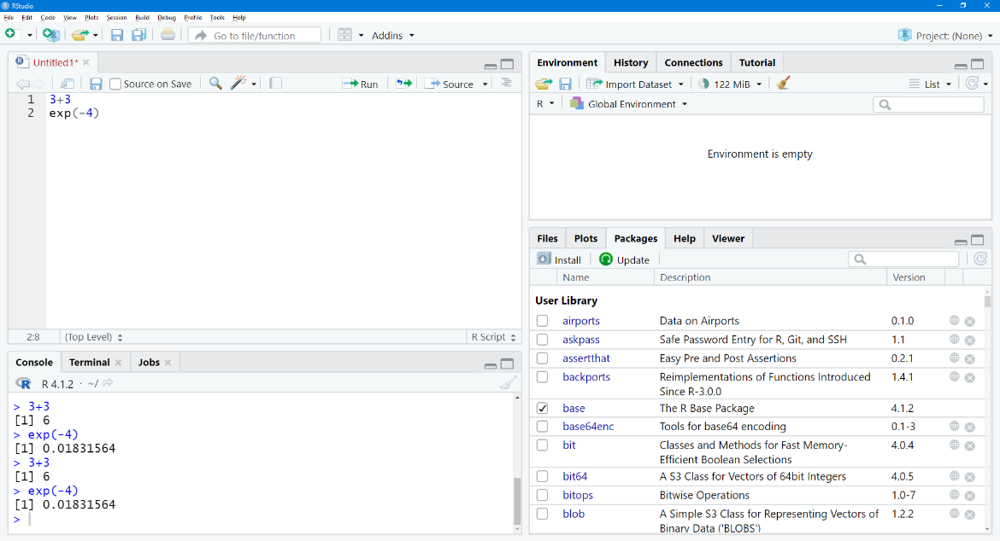 RStudio
File Edit Code View Plots Session Build Debug Profile Tools Help
Go to file/function Addins Project: (None)
Untitled1*
Source on Save Run Source
1 3+3
2 exp(-4)
2:8 (Top Level) R Script
Console Terminal Jobs
R 4.1.2 · ~/
> 3+3
[1] 6
> exp(-4)
[1] 0.01831564
> 3+3
[1] 6
> exp(-4)
[1] 0.01831564
>
Environment History Connections Tutorial
Import Dataset 122 MiB List
R Global Environment
Environment is empty
Files Plots Packages Help Viewer
Install Update
Name Description Version
User Library
airports Data on Airports 0.1.0
askpass Safe Password Entry for R, Git, and SSH 1.1
assertthat Easy Pre and Post Assertions 0.2.1
backports Reimplementations of Functions Introduced 1.4.1
Since R-3.0.0
base The R Base Package 4.1.2
base64enc Tools for base64 encoding 0.1-3
bit Classes and Methods for Fast Memory- 4.0.4
Efficient Boolean Selections
bit64 A S3 Class for Vectors of 64bit Integers 4.0.5
bitops Bitwise Operations 1.0-7
blob A Simple S3 Class for Representing Vectors of 1.2.2
Binary Data ('BLOBS')